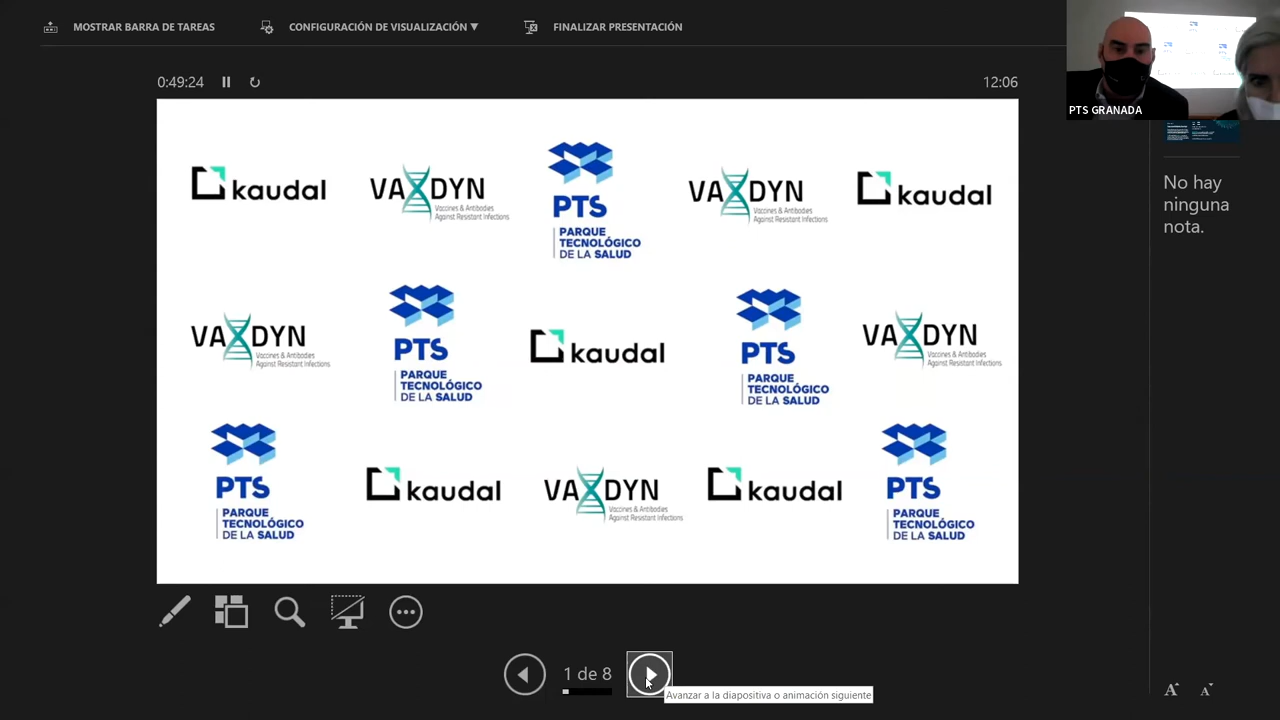 MOSTRAR BARRA DE TAREAS
CONFIGURACIÓN DE VISUALIZACIÓN ▼
FINALIZAR PRESENTACIÓN
PTS GRANADA
0:49:24
12:06
kaudal
VAXDYN
Vaccines & Antibodies
Against Resistant Infections
PTS
PARQUE
TECNOLÓGICO
DE LA SALUD
VAXDYN
Vaccines & Antibodies
Against Resistant Infections
kaudal
VAXDYN
Vaccines & Antibodies
Against Resistant Infections
PTS
PARQUE
TECNOLÓGICO
DE LA SALUD
kaudal
PTS
PARQUE
TECNOLÓGICO
DE LA SALUD
VAXDYN
Vaccines & Antibodies
Against Resistant Infections
PTS
PARQUE
TECNOLÓGICO
DE LA SALUD
kaudal
VAXDYN
Vaccines & Antibodies
Against Resistant Infections
kaudal
PTS
PARQUE
TECNOLÓGICO
DE LA SALUD
No hay
ninguna
nota.
1 de 8
Avanzar a la diapositiva o animación siguiente
A A